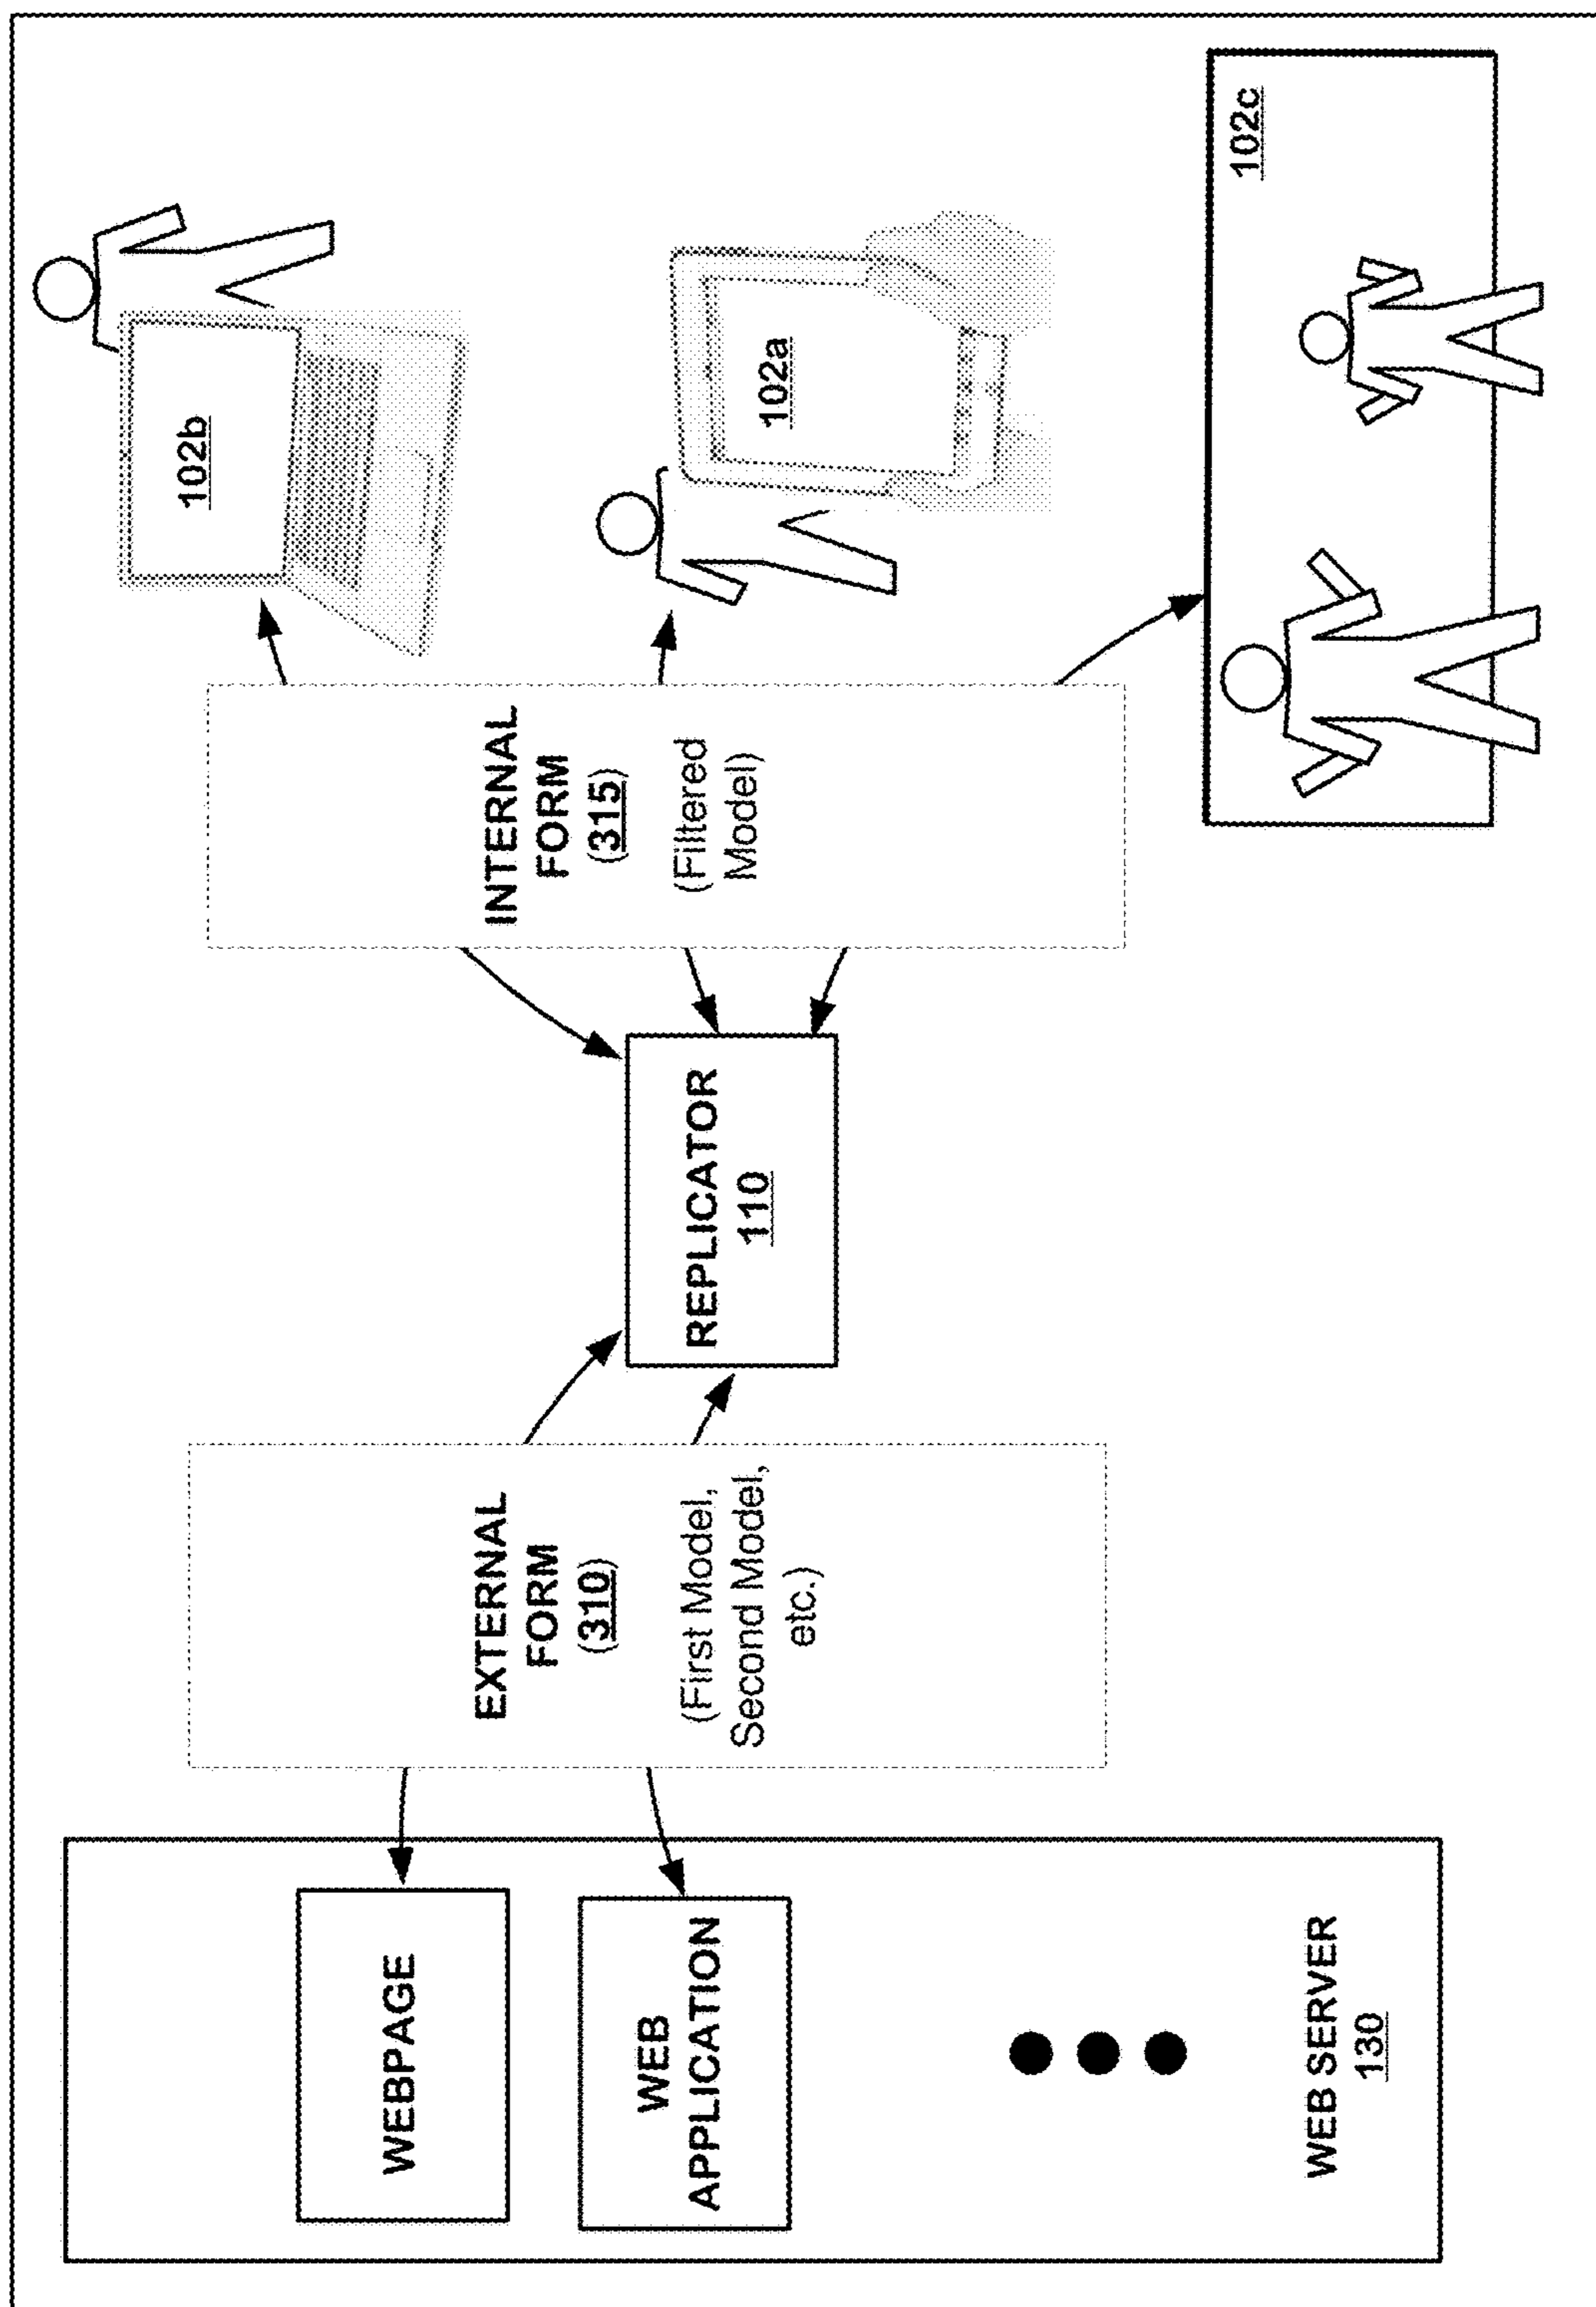 WEBPAGE
WEB
APPLICATION
WEB SERVER
130
EXTERNAL
FORM
(310)
(First Model,
Second Model,
etc.)
REPLICATOR
110
INTERNAL
FORM
(315)
(Filtered
Model)
102b
102a
102c